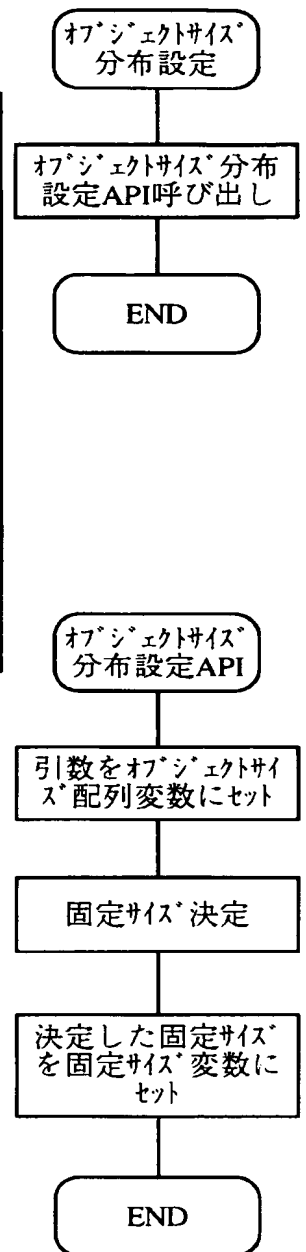 ｵﾌﾞｼﾞｪｸﾄｻｲｽﾞ
分布設定
ｵﾌﾞｼﾞｪｸﾄｻｲｽﾞ分布
設定API呼び出し
END
ｵﾌﾞｼﾞｪｸﾄｻｲｽﾞ
分布設定API
引数をｵﾌﾞｼﾞｪｸﾄｻｲ
ｽﾞ配列変数にｾｯﾄ
固定ｻｲｽﾞ決定
決定した固定ｻｲｽﾞ
を固定ｻｲｽﾞ変数に
ｾｯﾄ
END